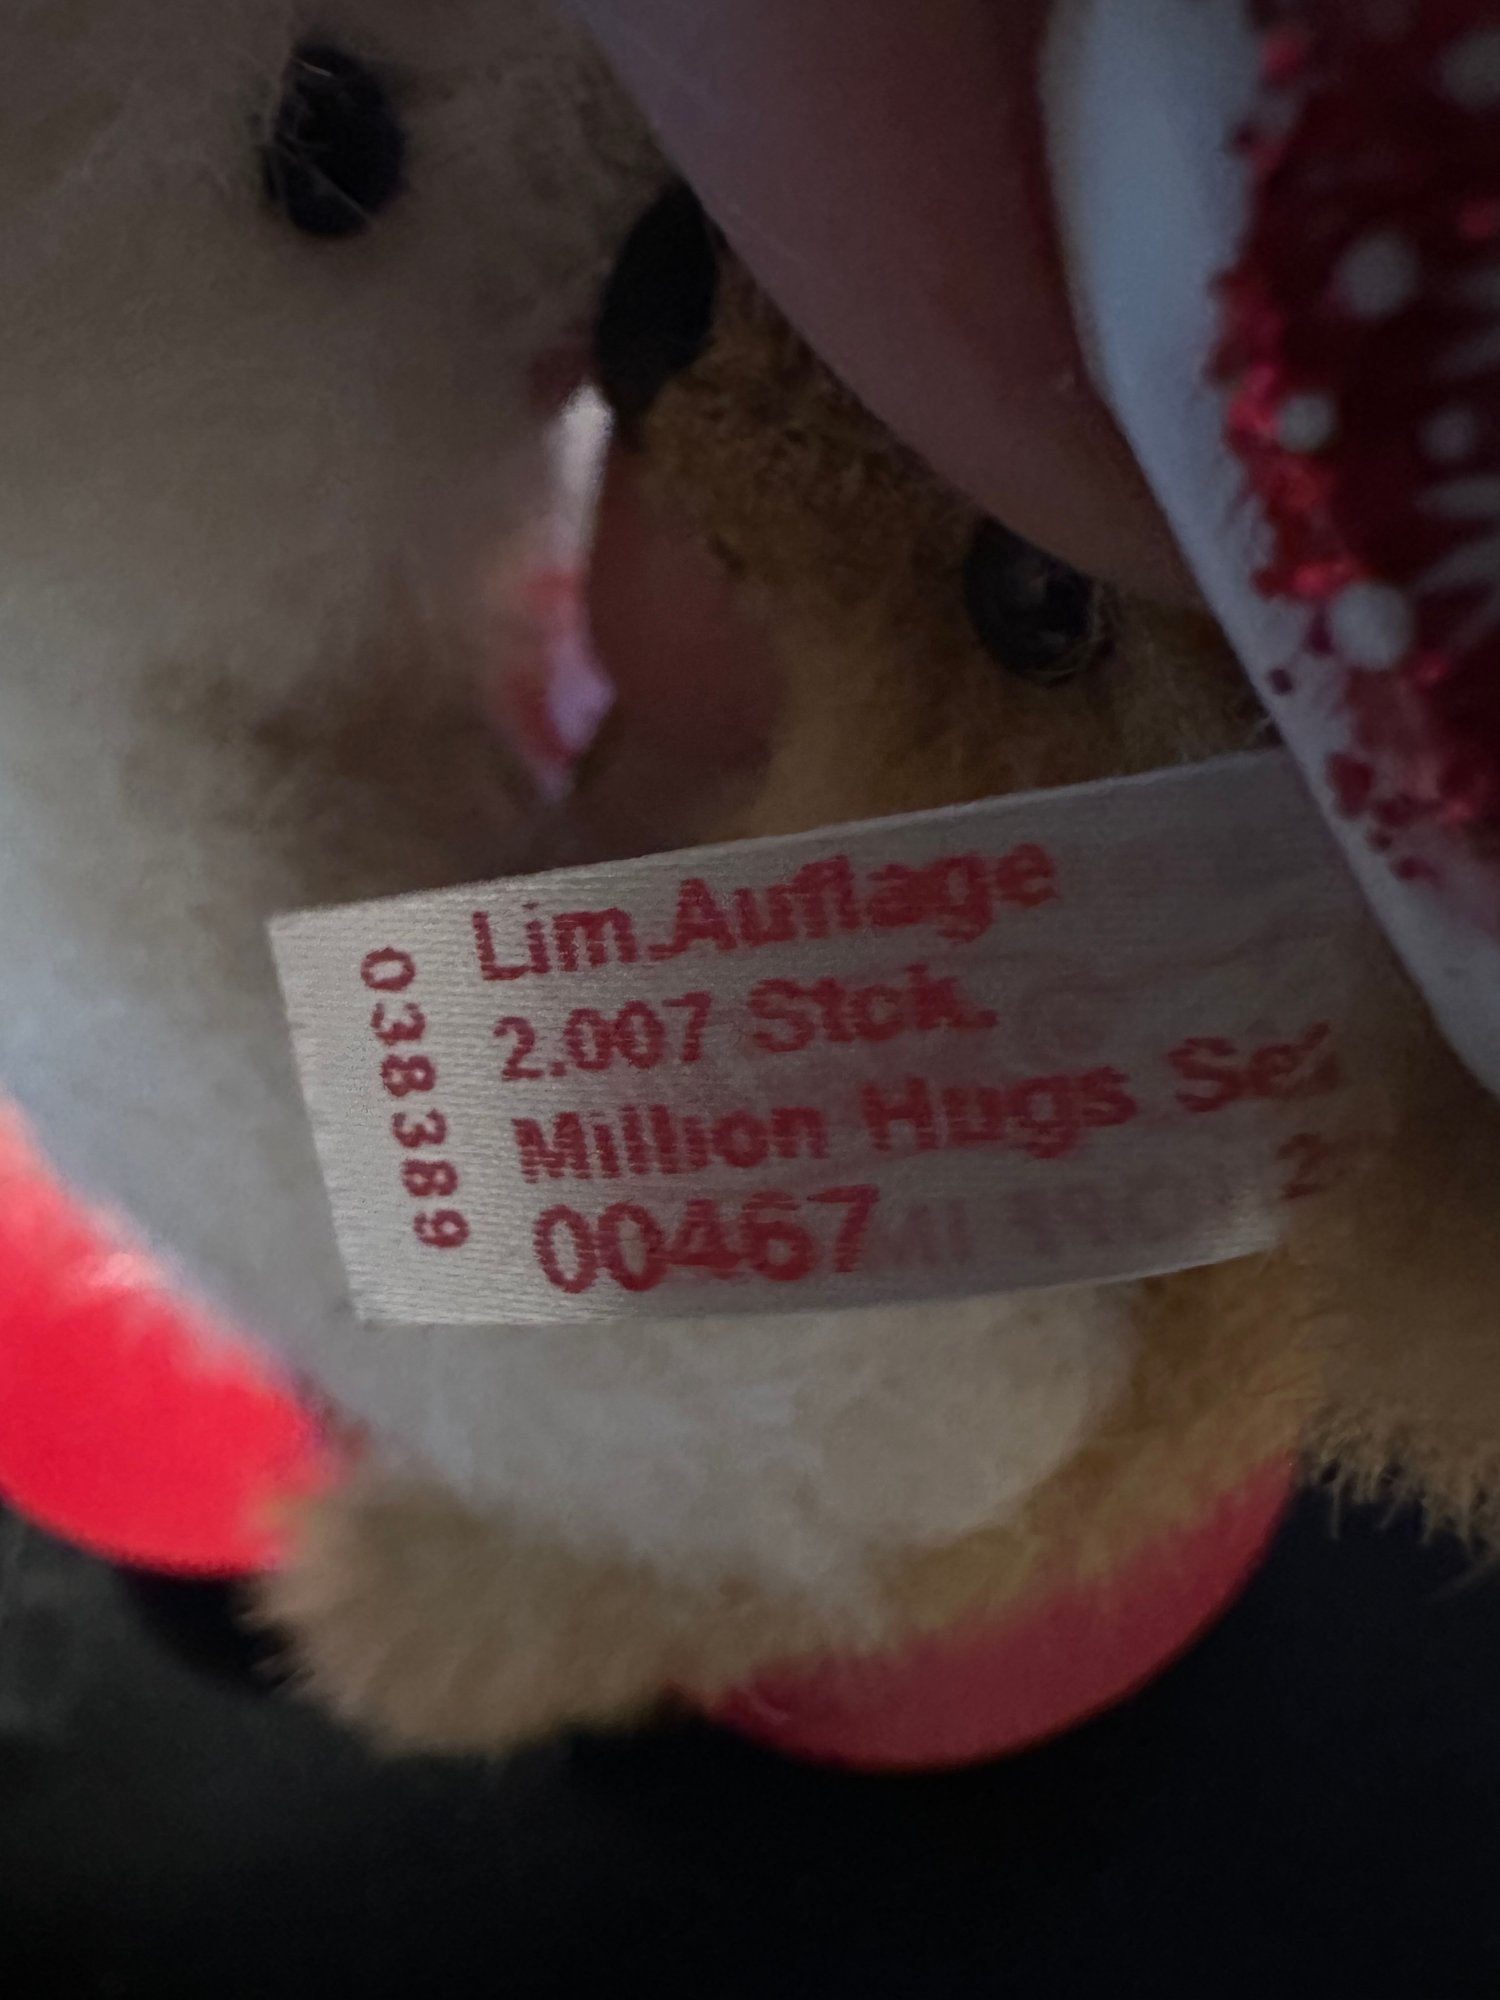 Lim.Auflage
2.007 Stck.
Million Hugs Set
00467
038389